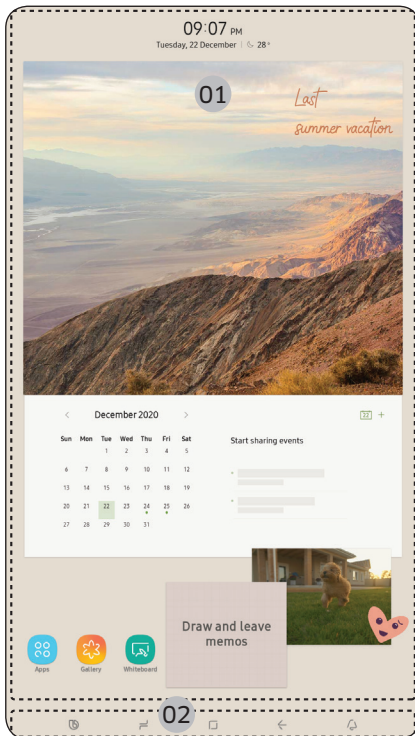 09:07 PM
Tuesday, 22 December | 28°
01
Last
summer vacation
< December 2020 >
22 +
Sun Mon Tue Wed Thu Fri Sat
Start sharing events
1 2 3 4 5
6 7 8 9 10 11 12
13 14 15 16 17 18 19
20 21 22 23 24 25 26
27 28 29 30 31
Draw and leave
memos
Apps Gallery Whiteboard
02